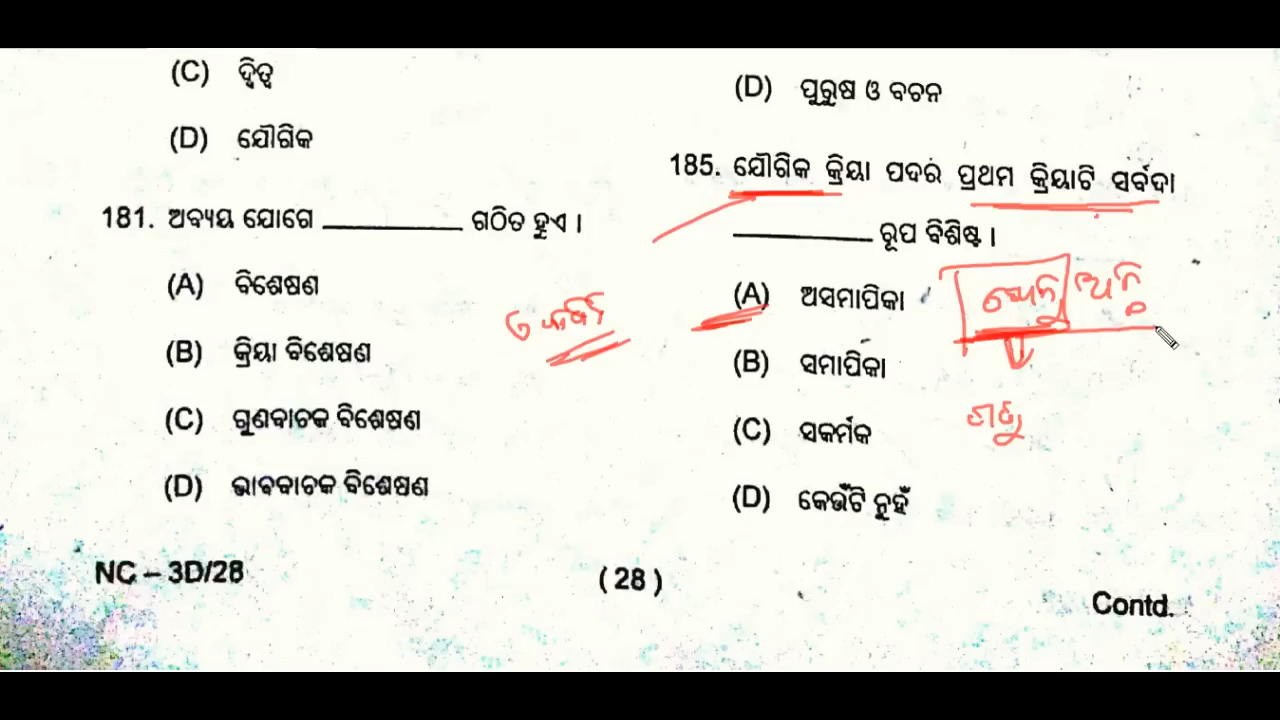 (C) ଦ୍ୱିତ୍ୱ
(D) ଯୌଗିକ
181. ଅବ୍ୟୟ ଯୋଗେ __________ ଗଠିତ ହୁଏ ।
(A) ବିଶେଷଣ
(B) କ୍ରିୟା ବିଶେଷଣ
(C) ଗୁଣବାଚକ ବିଶେଷଣ
(D) ଭାବବାଚକ ବିଶେଷଣ
(D) ପୁରୁଷ ଓ ବଚନ
185. ଯୌଗିକ କ୍ରିୟା ପଦର ପ୍ରଥମ କ୍ରିୟାଟି ସର୍ବଦା
__________ ରୂପ ବିଶିଷ୍ଟ ।
(A) ଅସମାପିକା
(B) ସମାପିକା
(C) ସକର୍ମକ
(D) କେଉଁଟି ନୁହଁ
NC – 3D/28
( 28 )
Contd.